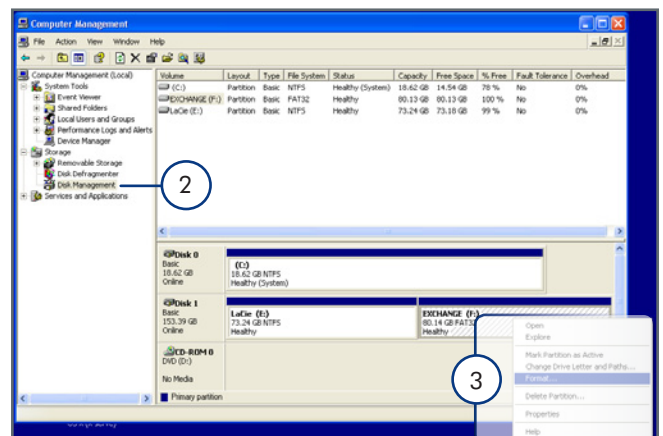 Computer Management
File Action View Window Help
Computer Management (Local)
System Tools
Event Viewer
Shared Folders
Local Users and Groups
Performance Logs and Alerts
Device Manager
Storage
Removable Storage
Disk Defragmenter
Disk Management
Services and Applications
2
Volume Layout Type File System Status Capacity Free Space % Free Fault Tolerance Overhead
(C:) Partition Basic NTFS Healthy (System) 18.62 GB 14.54 GB 78 % No 0%
EXCHANGE (F:) Partition Basic FAT32 Healthy 80.13 GB 80.13 GB 100 % No 0%
LaCie (E:) Partition Basic NTFS Healthy 73.24 GB 73.18 GB 99 % No 0%
Disk 0
Basic
18.62 GB
Online
(C:)
18.62 GB NTFS
Healthy (System)
Disk 1
Basic
153.39 GB
Online
LaCie (E:)
73.24 GB NTFS
Healthy
EXCHANGE (F:)
80.14 GB FAT32
Healthy
CD-ROM 0
DVD (D:)
No Media
Primary partition
3
Open
Explore
Mark Partition as Active
Change Drive Letter and Paths...
Format...
Delete Partition...
Properties
Help